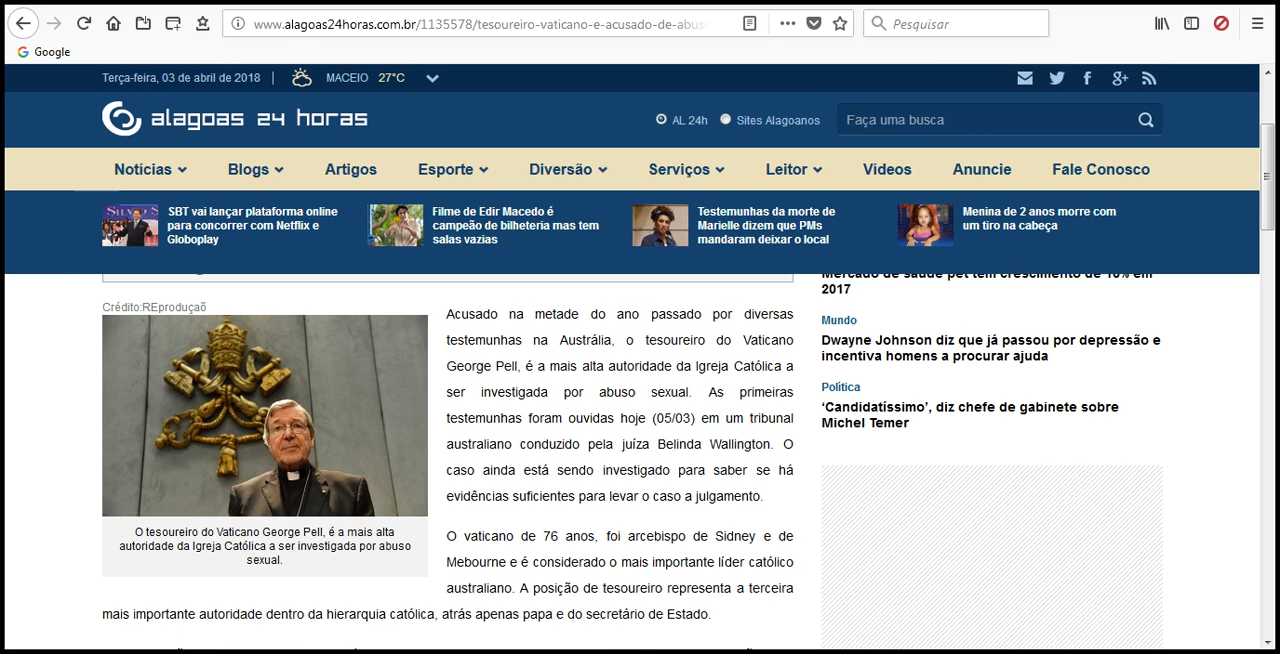 www.alagoas24horas.com.br/1135578/tesoureiro-vaticano-e-acusado-de-abuso
Pesquisar
Google
Terça-feira, 03 de abril de 2018 | MACEIO 27°C
alagoas 24 horas
AL 24h Sites Alagoanos
Faça uma busca
Notícias Blogs Artigos Esporte Diversão Serviços Leitor Vídeos Anuncie Fale Conosco
SBT vai lançar plataforma online
para concorrer com Netflix e
Globoplay
Filme de Edir Macedo é
campeão de bilheteria mas tem
salas vazias
Testemunhas da morte de
Marielle dizem que PMs
mandaram deixar o local
Menina de 2 anos morre com
um tiro na cabeça
Crédito:REproduçaõ
O tesoureiro do Vaticano George Pell, é a mais alta
autoridade da Igreja Católica a ser investigada por abuso
sexual.
Acusado na metade do ano passado por diversas
testemunhas na Austrália, o tesoureiro do Vaticano
George Pell, é a mais alta autoridade da Igreja Católica a
ser investigada por abuso sexual. As primeiras
testemunhas foram ouvidas hoje (05/03) em um tribunal
australiano conduzido pela juíza Belinda Wallington. O
caso ainda está sendo investigado para saber se há
evidências suficientes para levar o caso a julgamento.
O vaticano de 76 anos, foi arcebispo de Sidney e de
Mebourne e é considerado o mais importante líder católico
australiano. A posição de tesoureiro representa a terceira
mais importante autoridade dentro da hierarquia católica, atrás apenas papa e do secretário de Estado.
Mercado de saúde pet tem crescimento de 10% em
2017
Mundo
Dwayne Johnson diz que já passou por depressão e
incentiva homens a procurar ajuda
Política
‘Candidatíssimo’, diz chefe de gabinete sobre
Michel Temer